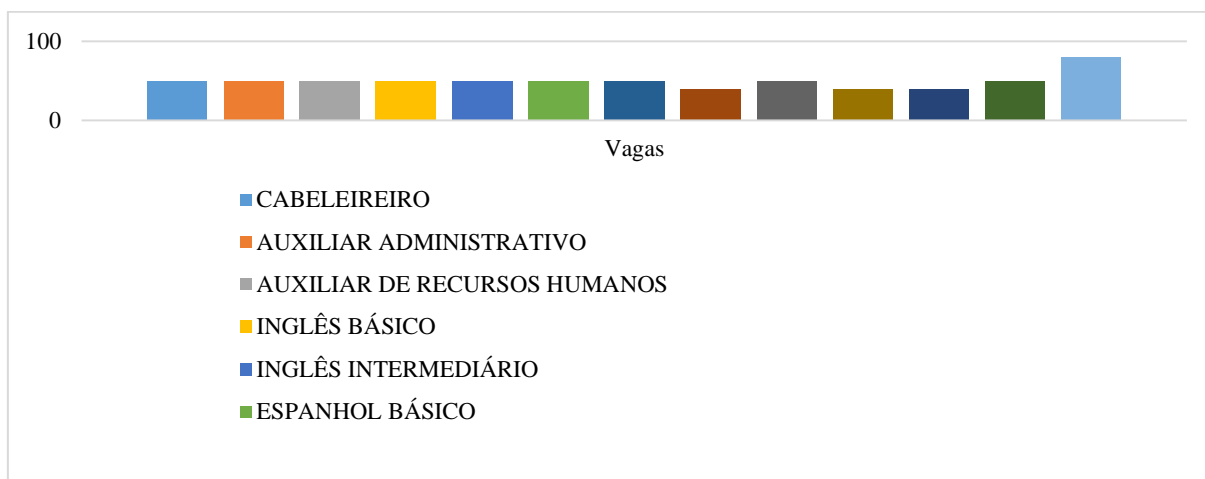 100
0
Vagas
CABELEIREIRO
AUXILIAR ADMINISTRATIVO
AUXILIAR DE RECURSOS HUMANOS
INGLÊS BÁSICO
INGLÊS INTERMEDIÁRIO
ESPANHOL BÁSICO